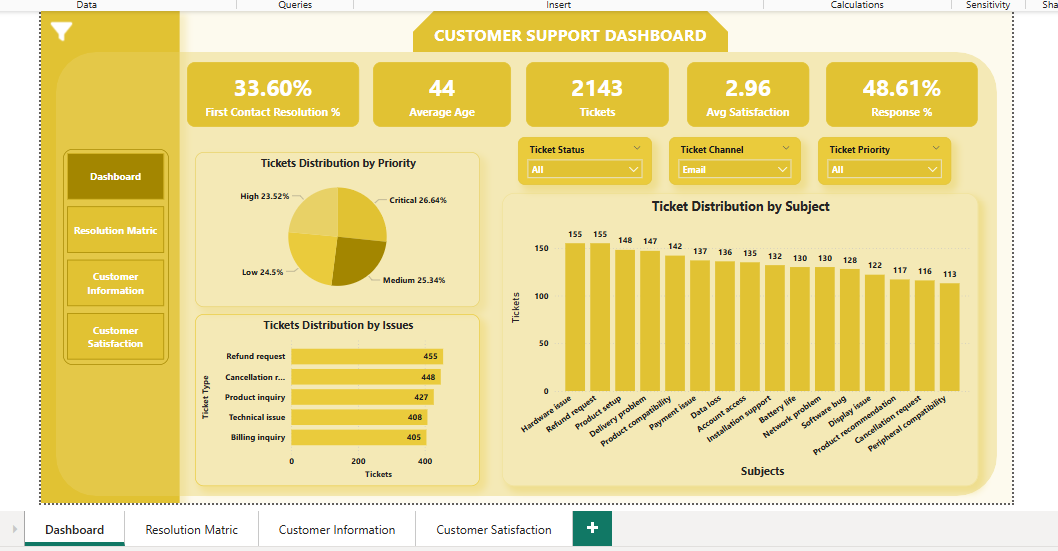 Data Queries Insert Calculations Sensitivity Sha
CUSTOMER SUPPORT DASHBOARD
33.60%
First Contact Resolution %
44
Average Age
2143
Tickets
2.96
Avg Satisfaction
48.61%
Response %
Ticket Status
All
Ticket Channel
Email
Ticket Priority
All
Dashboard
Resolution Matric
Customer
Information
Customer
Satisfaction
Tickets Distribution by Priority
High 23.52%
Critical 26.64%
Low 24.5%
Medium 25.34%
Tickets Distribution by Issues
Ticket Type
Refund request 455
Cancellation r... 448
Product inquiry 427
Technical issue 408
Billing inquiry 405
0 200 400
Tickets
Ticket Distribution by Subject
Tickets
150
100
50
0
155 155 148 147 142 137 136 135 132 130 130 128 122 117 116 113
Hardware issue
Refund request
Product setup
Delivery problem
Product compatibility
Payment issue
Data loss
Account access
Installation support
Battery life
Network problem
Software bug
Display issue
Product recommendation
Cancellation request
Peripheral compatibility
Subjects
Dashboard Resolution Matric Customer Information Customer Satisfaction +